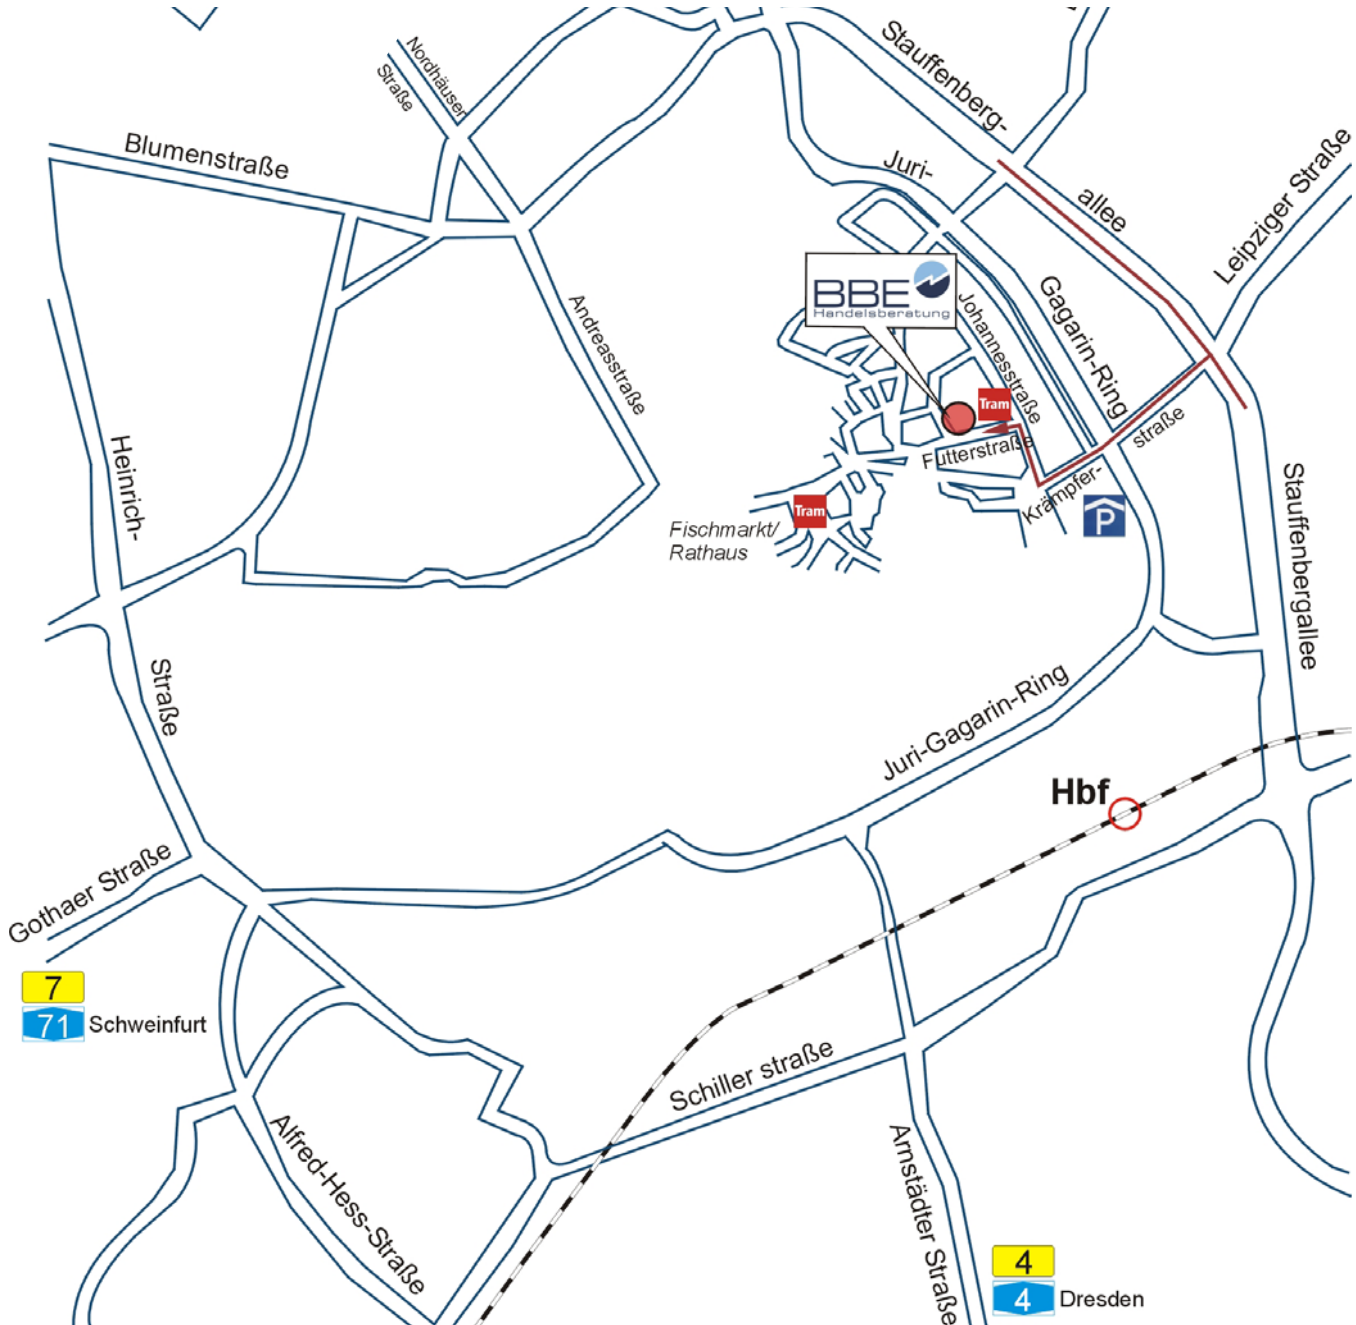 Nordhäuser
Straße
Stauffenberg-
allee
Blumenstraße
Juri-
Gagarin-Ring
Leipziger Straße
BBE
Handelsberatung
Johannesstraße
Andreasstraße
Tram
Futterstraße
straße
Krämpfer-
P
Heinrich-
Straße
Tram
Fischmarkt/
Rathaus
Stauffenbergallee
Juri-Gagarin-Ring
Hbf
Gothaer Straße
7
71 Schweinfurt
Schiller straße
Alfred-Hess-Straße
Arnstädter Straße
4
4 Dresden